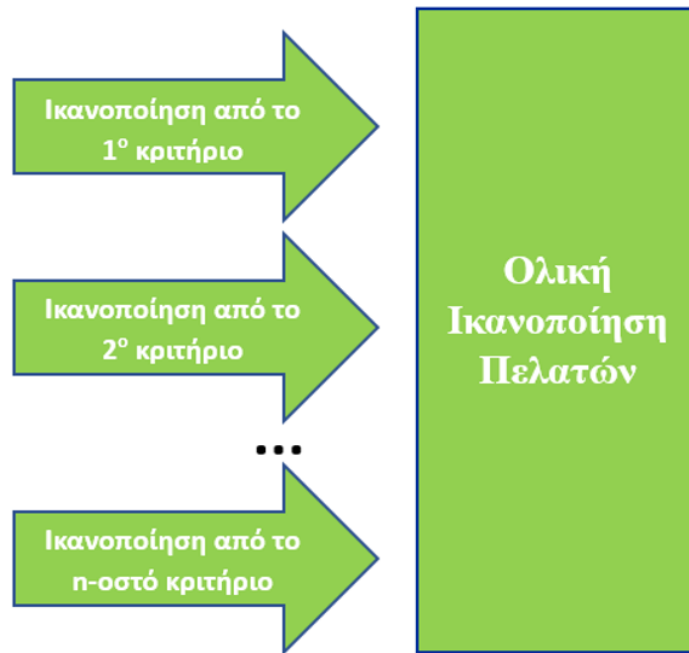 Ικανοποίηση από το
1ο κριτήριο
Ικανοποίηση από το
2ο κριτήριο
...
Ικανοποίηση από το
n-οστό κριτήριο
Ολική
Ικανοποίηση
Πελατών